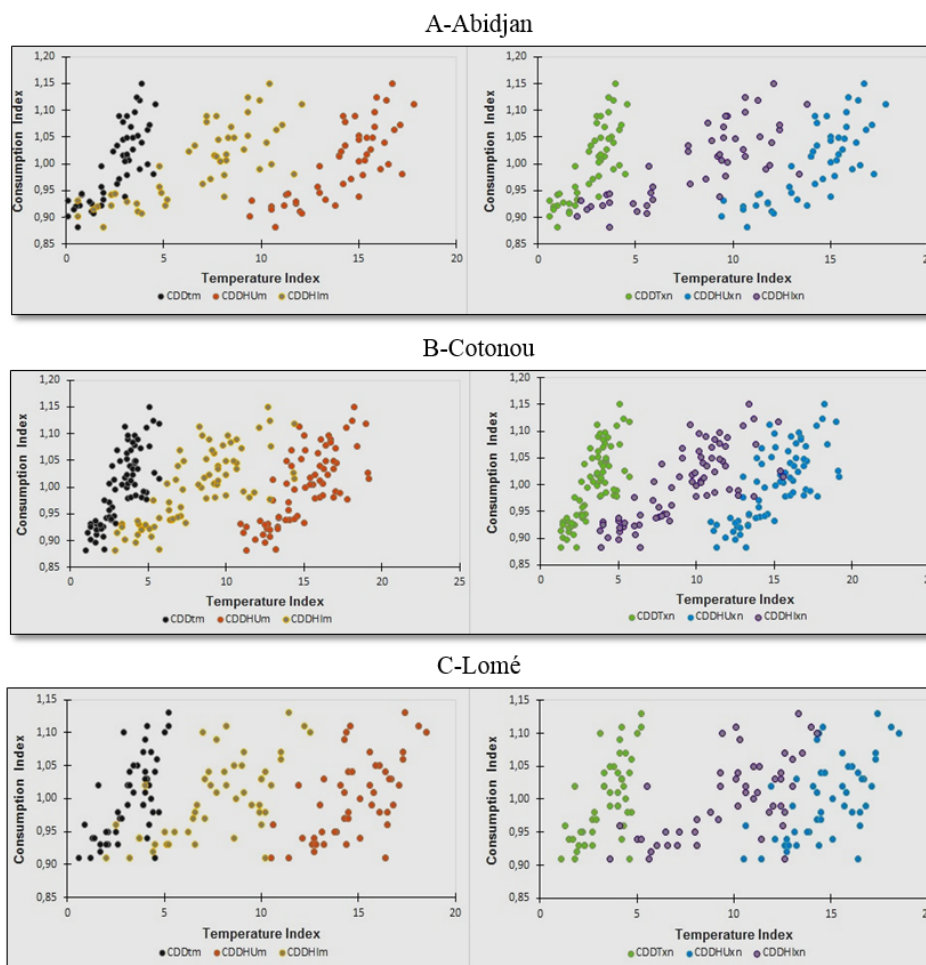 A-Abidjan
1,20
1,15
1,10
1,05
1,00
0,95
0,90
0,85
Consumption Index
0 5 10 15 20
Temperature Index
CDDtm CDDHUm CDDHIm
1,20
1,15
1,10
1,05
1,00
0,95
0,90
0,85
Consumption Index
0 5 10 15
Temperature Index
CDDTxn CDDHUxn CDDHIxn
B-Cotonou
1,20
1,15
1,10
1,05
1,00
0,95
0,90
0,85
Consumption Index
0 5 10 15 20 25
Temperature Index
CDDtm CDDHUm CDDHIm
1,20
1,15
1,10
1,05
1,00
0,95
0,90
0,85
Consumption Index
0 5 10 15 20
Temperature Index
CDDTxn CDDHUxn CDDHIxn
C-Lomé
1,15
1,10
1,05
1,00
0,95
0,90
0,85
Consumption Index
0 5 10 15 20
Temperature Index
CDDtm CDDHUm CDDHIm
1,15
1,10
1,05
1,00
0,95
0,90
0,85
Consumption Index
0 5 10 15
Temperature Index
CDDTxn CDDHUxn CDDHIxn